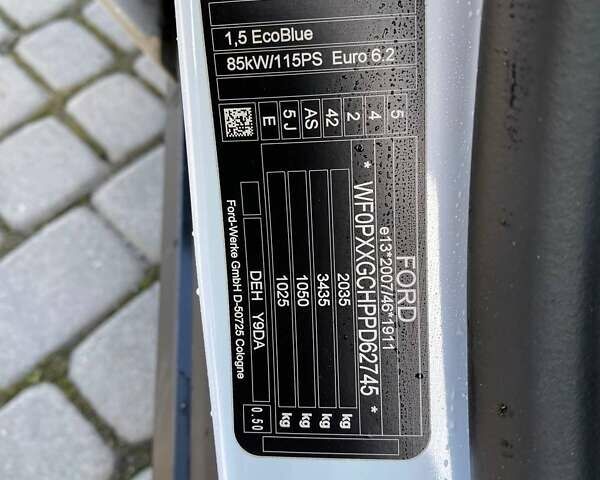 1,5 EcoBlue
85kW/115PS Euro 6.2
FORD
e13*2007/46*1911
* WF0PXXGCHPPD62745 *
2035 kg
3435 kg
1050 kg
1025 kg
DEH Y9DA
0.50
5
4
2
42
AS
5J
E
Ford-Werke GmbH D-50725 Cologne